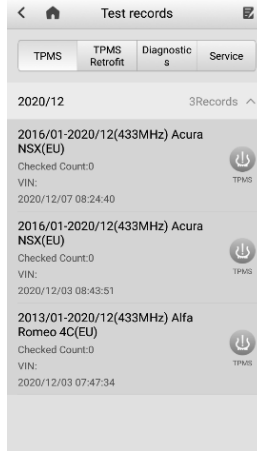 Test records
TPMS
TPMS
Retrofit
Diagnostic
s
Service
2020/12
3Records
2016/01-2020/12(433MHz) Acura
NSX(EU)
Checked Count:0
VIN:
2020/12/07 08:24:40
TPMS
2016/01-2020/12(433MHz) Acura
NSX(EU)
Checked Count:0
VIN:
2020/12/03 08:43:51
TPMS
2013/01-2020/12(433MHz) Alfa
Romeo 4C(EU)
Checked Count:0
VIN:
2020/12/03 07:47:34
TPMS